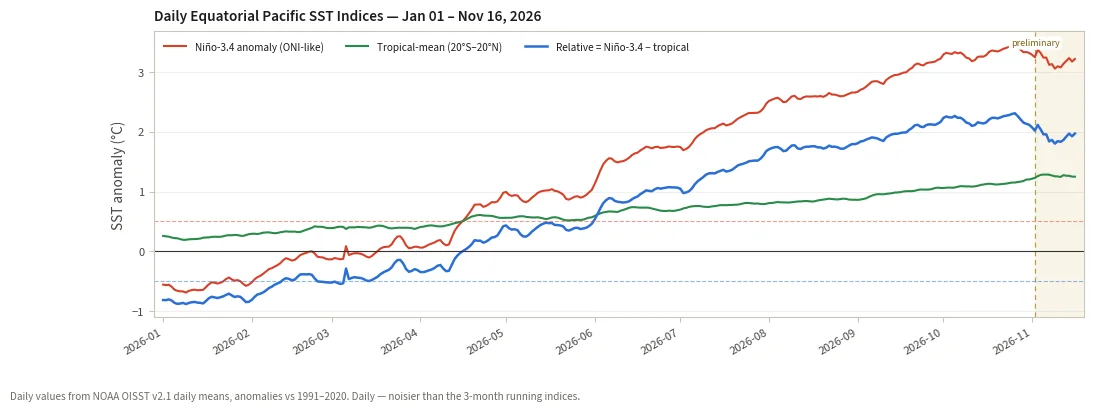 Daily Equatorial Pacific SST Indices — Jan 01 – Nov 16, 2026
Niño-3.4 anomaly (ONI-like)
Tropical-mean (20°S–20°N)
Relative = Niño-3.4 – tropical
preliminary
SST anomaly (°C)
3
2
1
0
−1
2026-01
2026-02
2026-03
2026-04
2026-05
2026-06
2026-07
2026-08
2026-09
2026-10
2026-11
Daily values from NOAA OISST v2.1 daily means, anomalies vs 1991–2020. Daily — noisier than the 3-month running indices.